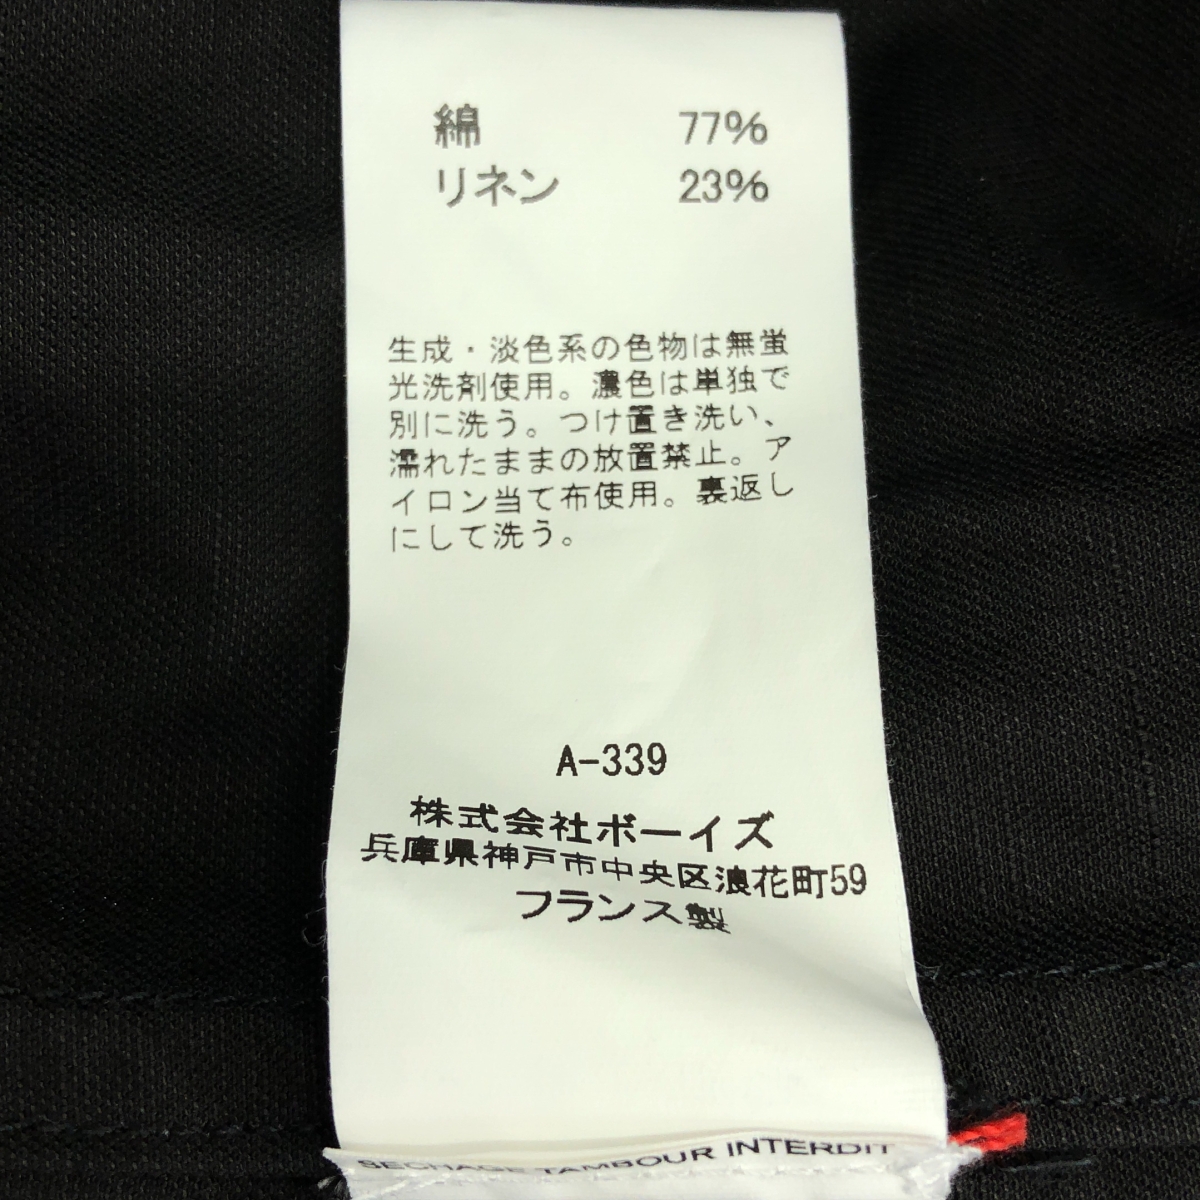 綿 77%
リネン 23%
生成・淡色系の色物は無蛍
光洗剤使用。濃色は単独で
別に洗う。つけ置き洗い、
濡れたままの放置禁止。ア
イロン当て布使用。裏返し
にして洗う。
A-339
株式会社ボーイズ
兵庫県神戸市中央区浪花町59
フランス製
SECHAGE TAMBOUR INTERDIT